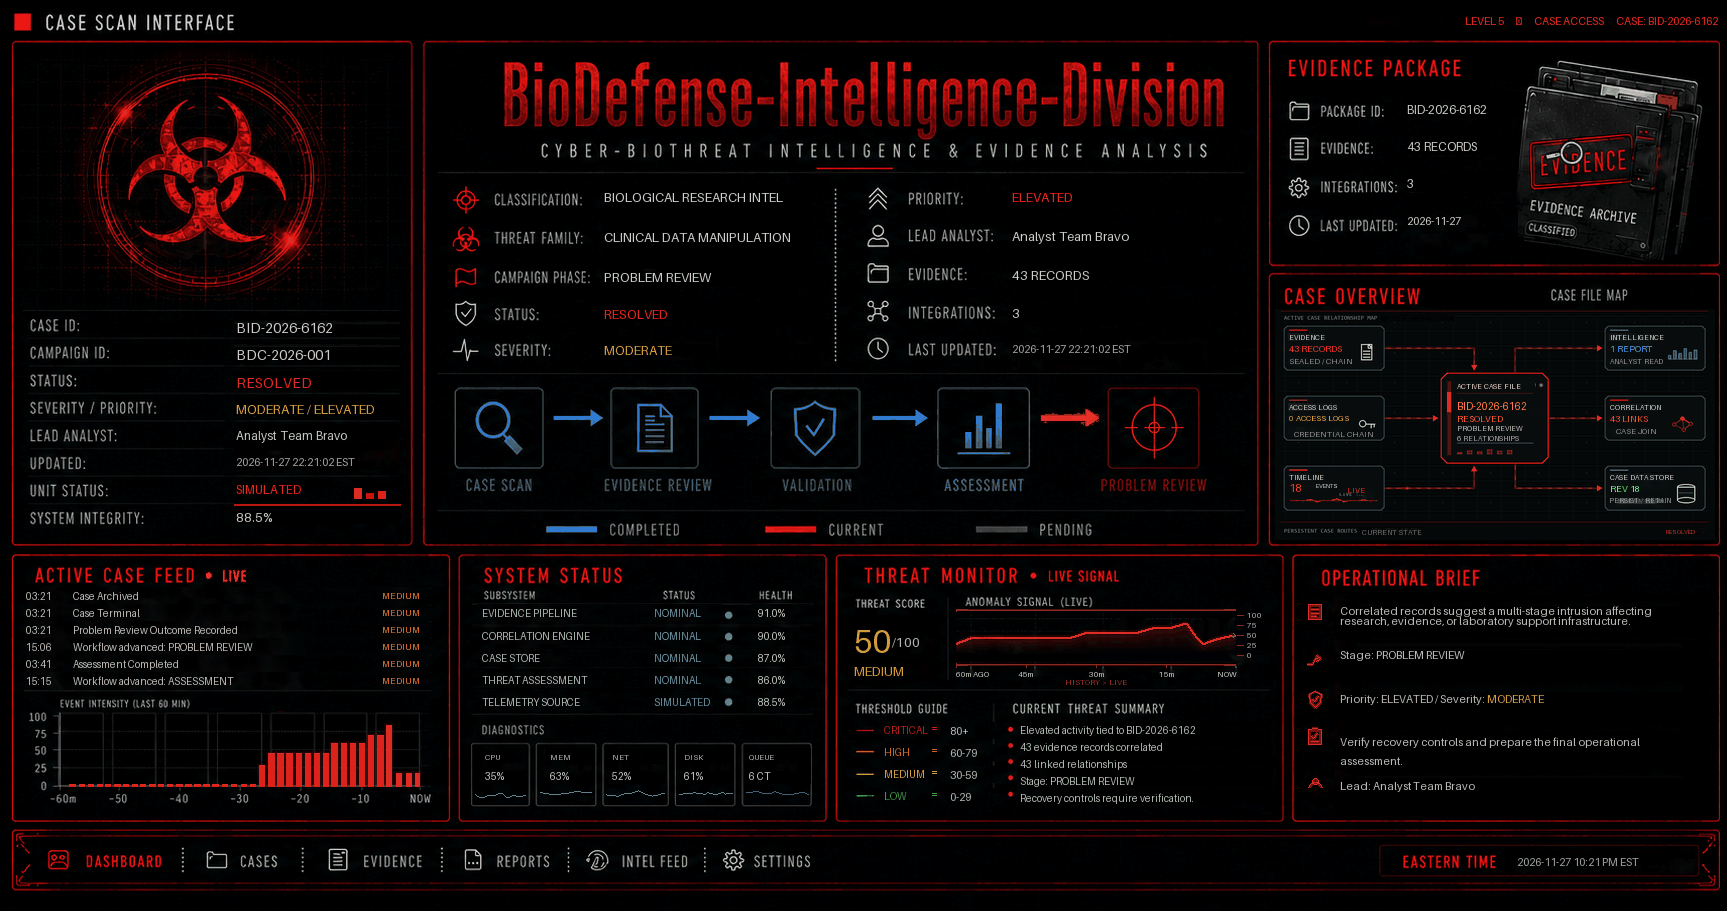 CASE SCAN INTERFACE
LEVEL 5 CASE ACCESS CASE: BID-2026-6162
CASE ID: BID-2026-6162
CAMPAIGN ID: BDC-2026-001
STATUS: RESOLVED
SEVERITY / PRIORITY: MODERATE / ELEVATED
LEAD ANALYST: Analyst Team Bravo
UPDATED: 2026-11-27 22:21:02 EST
UNIT STATUS: SIMULATED
SYSTEM INTEGRITY: 88.5%
BioDefense-Intelligence-Division
CYBER-BIOTHREAT INTELLIGENCE & EVIDENCE ANALYSIS
CLASSIFICATION: BIOLOGICAL RESEARCH INTEL
THREAT FAMILY: CLINICAL DATA MANIPULATION
CAMPAIGN PHASE: PROBLEM REVIEW
STATUS: RESOLVED
SEVERITY: MODERATE
PRIORITY: ELEVATED
LEAD ANALYST: Analyst Team Bravo
EVIDENCE: 43 RECORDS
INTEGRATIONS: 3
LAST UPDATED: 2026-11-27 22:21:02 EST
CASE SCAN
EVIDENCE REVIEW
VALIDATION
ASSESSMENT
PROBLEM REVIEW
COMPLETED
CURRENT
PENDING
EVIDENCE PACKAGE
PACKAGE ID: BID-2026-6162
EVIDENCE: 43 RECORDS
INTEGRATIONS: 3
LAST UPDATED: 2026-11-27
EVIDENCE
EVIDENCE ARCHIVE
CLASSIFIED
CASE OVERVIEW
CASE FILE MAP
ACTIVE CASE RELATIONSHIP MAP
EVIDENCE
43 RECORDS
SEALED / CHAIN
ACCESS LOGS
0 ACCESS LOGS
CREDENTIAL CHAIN
TIMELINE
18 EVENTS
LIVE
ACTIVE CASE FILE
BID-2026-6162
RESOLVED
PROBLEM REVIEW
6 RELATIONSHIPS
INTELLIGENCE
1 REPORT
ANALYST READ
CORRELATION
43 LINKS
CASE JOIN
CASE DATASTORE
REV 18
PERSISTENT CASE ROUTES CURRENT STATE
RESOLVED
ACTIVE CASE FEED • LIVE
03:21 Case Archived MEDIUM
03:21 Case Terminal MEDIUM
03:21 Problem Review Outcome Recorded MEDIUM
15:06 Workflow advanced: PROBLEM REVIEW MEDIUM
03:41 Assessment Completed MEDIUM
15:15 Workflow advanced: ASSESSMENT MEDIUM
EVENT INTENSITY (LAST 60 MIN)
100
75
50
25
0
-60m -50 -40 -30 -20 -10 NOW
SYSTEM STATUS
SUBSYSTEM STATUS HEALTH
EVIDENCE PIPELINE NOMINAL 91.0%
CORRELATION ENGINE NOMINAL 90.0%
CASE STORE NOMINAL 87.0%
THREAT ASSESSMENT NOMINAL 86.0%
TELEMETRY SOURCE SIMULATED 88.5%
DIAGNOSTICS
CPU MEM NET DISK QUEUE
35% 63% 52% 61% 6 CT
THREAT MONITOR • LIVE SIGNAL
THREAT SCORE
50/100
MEDIUM
ANOMALY SIGNAL (LIVE)
100
75
50
25
0
60m AGO 45m 30m 15m NOW
HISTORY > LIVE
THRESHOLD GUIDE
CRITICAL = 80+
HIGH = 60-79
MEDIUM = 30-59
LOW = 0-29
CURRENT THREAT SUMMARY
Elevated activity tied to BID-2026-6162
43 evidence records correlated
43 linked relationships
Stage: PROBLEM REVIEW
Recovery controls require verification.
OPERATIONAL BRIEF
Correlated records suggest a multi-stage intrusion affecting
research, evidence, or laboratory support infrastructure.
Stage: PROBLEM REVIEW
Priority: ELEVATED / Severity: MODERATE
Verify recovery controls and prepare the final operational
assessment.
Lead: Analyst Team Bravo
DASHBOARD CASES EVIDENCE REPORTS INTEL FEED SETTINGS
EASTERN TIME 2026-11-27 10:21 PM EST